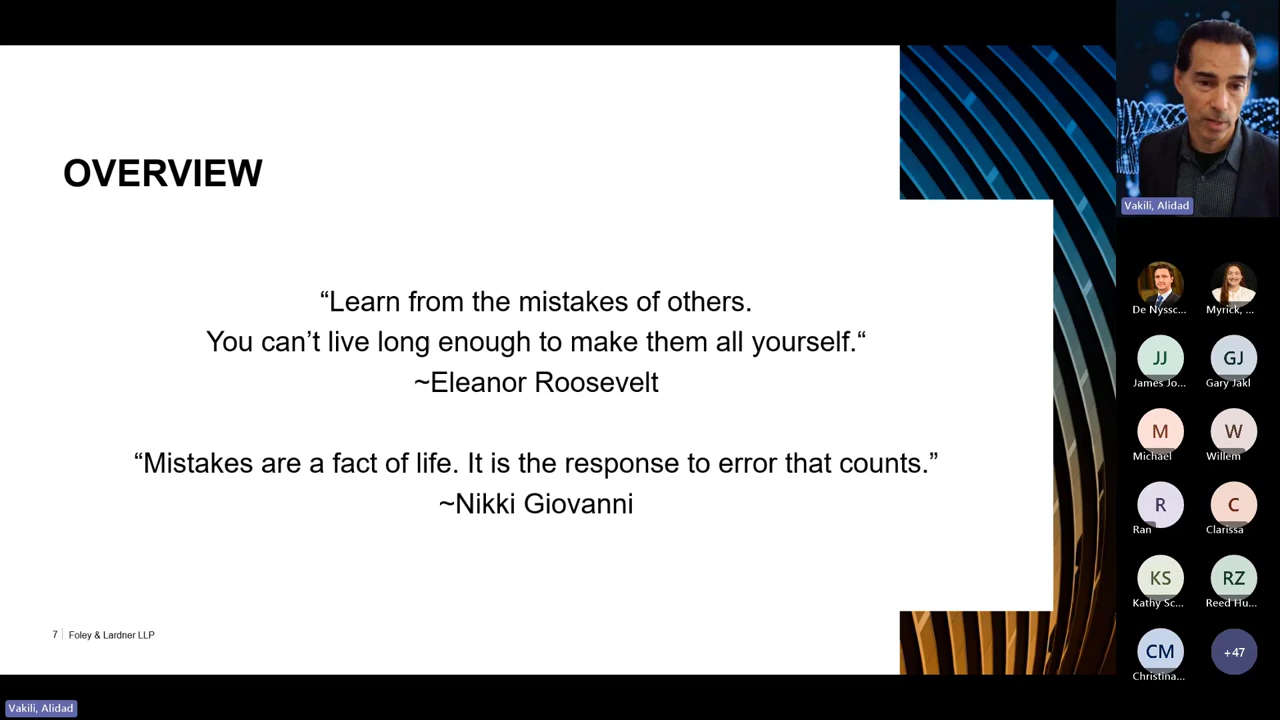 OVERVIEW
“Learn from the mistakes of others.
You can’t live long enough to make them all yourself.“
~Eleanor Roosevelt
“Mistakes are a fact of life. It is the response to error that counts.”
~Nikki Giovanni
7 Foley & Lardner LLP
Vakili, Alidad
Vakili, Alidad
De Nyssc... Myrick, ...
JJ GJ
James Jo... Gary Jakl
M W
Michael Willem
R C
Ran Clarissa
KS RZ
Kathy Sc... Reed Hu...
CM +47
Christina...